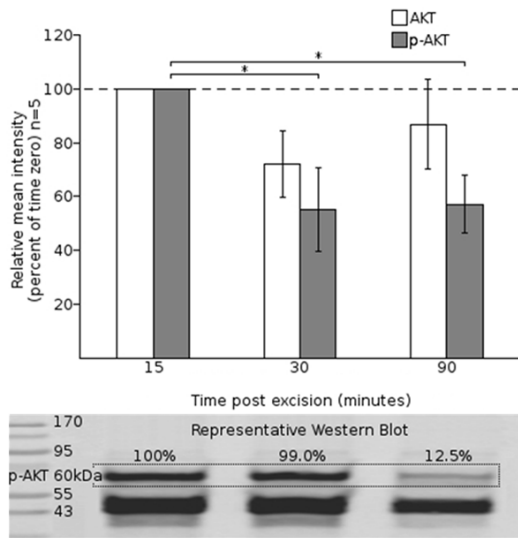 AKT
p-AKT
120
100
80
60
40
20
*
*
Relative mean intensity
(percent of time zero) n=5
15 30 90
Time post excision (minutes)
Representative Western Blot
170
95
p-AKT 60kDa
55
43
100% 99.0% 12.5%